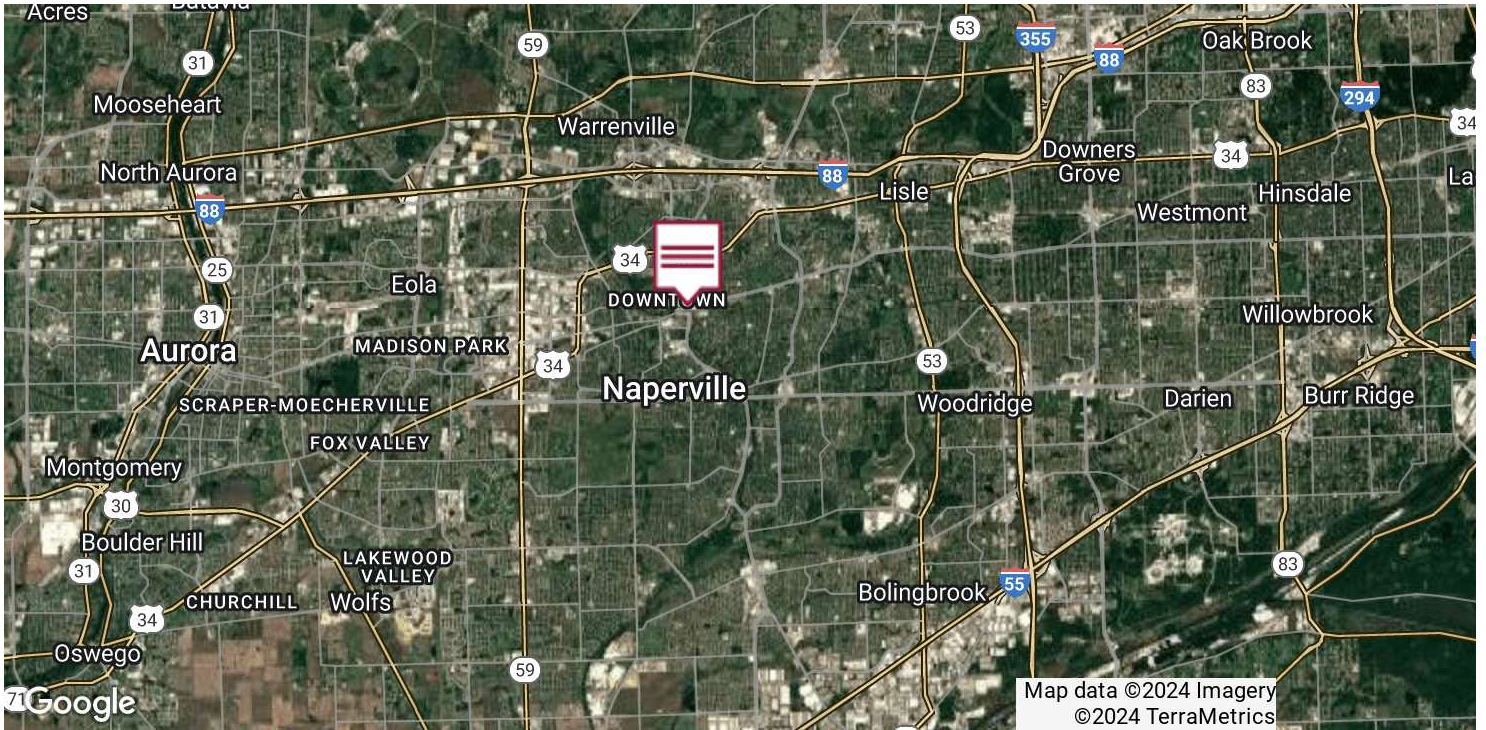 Acres
Batavia
53
355
59
Oak Brook
31
88
83
294
Mooseheart
34
Warrenville
Downers
Grove
34
North Aurora
88
Lisle
Hinsdale
88
Westmont
34
25
Eola
DOWNTOWN
31
Willowbrook
Aurora
MADISON PARK
34
53
Naperville
Darien
Burr Ridge
SCRAPER-MOECHERVILLE
Woodridge
FOX VALLEY
Montgomery
30
Boulder Hill
LAKEWOOD
VALLEY
31
83
55
Bolingbrook
CHURCHILL
Wolfs
34
Oswego
59
71
Google
Map data ©2024 Imagery
©2024 TerraMetrics